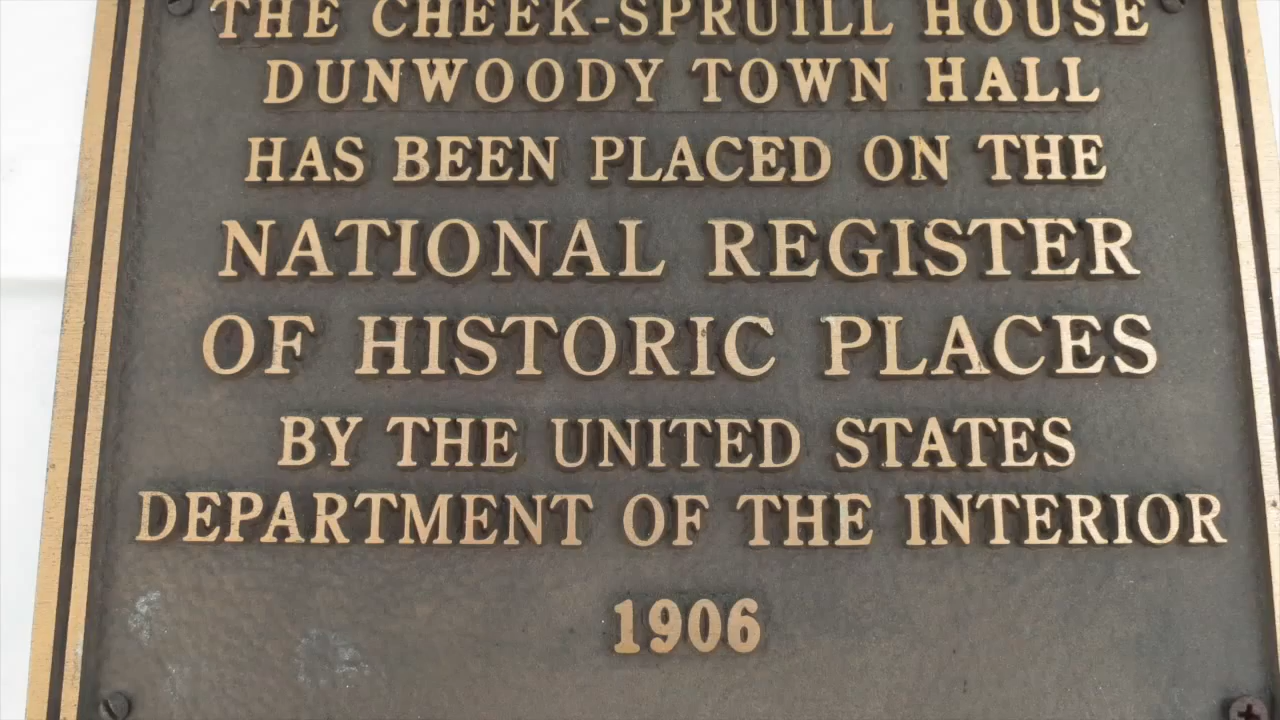 THE CHEEK-SPRUILL HOUSE
DUNWOODY TOWN HALL
HAS BEEN PLACED ON THE
NATIONAL REGISTER
OF HISTORIC PLACES
BY THE UNITED STATES
DEPARTMENT OF THE INTERIOR
1906